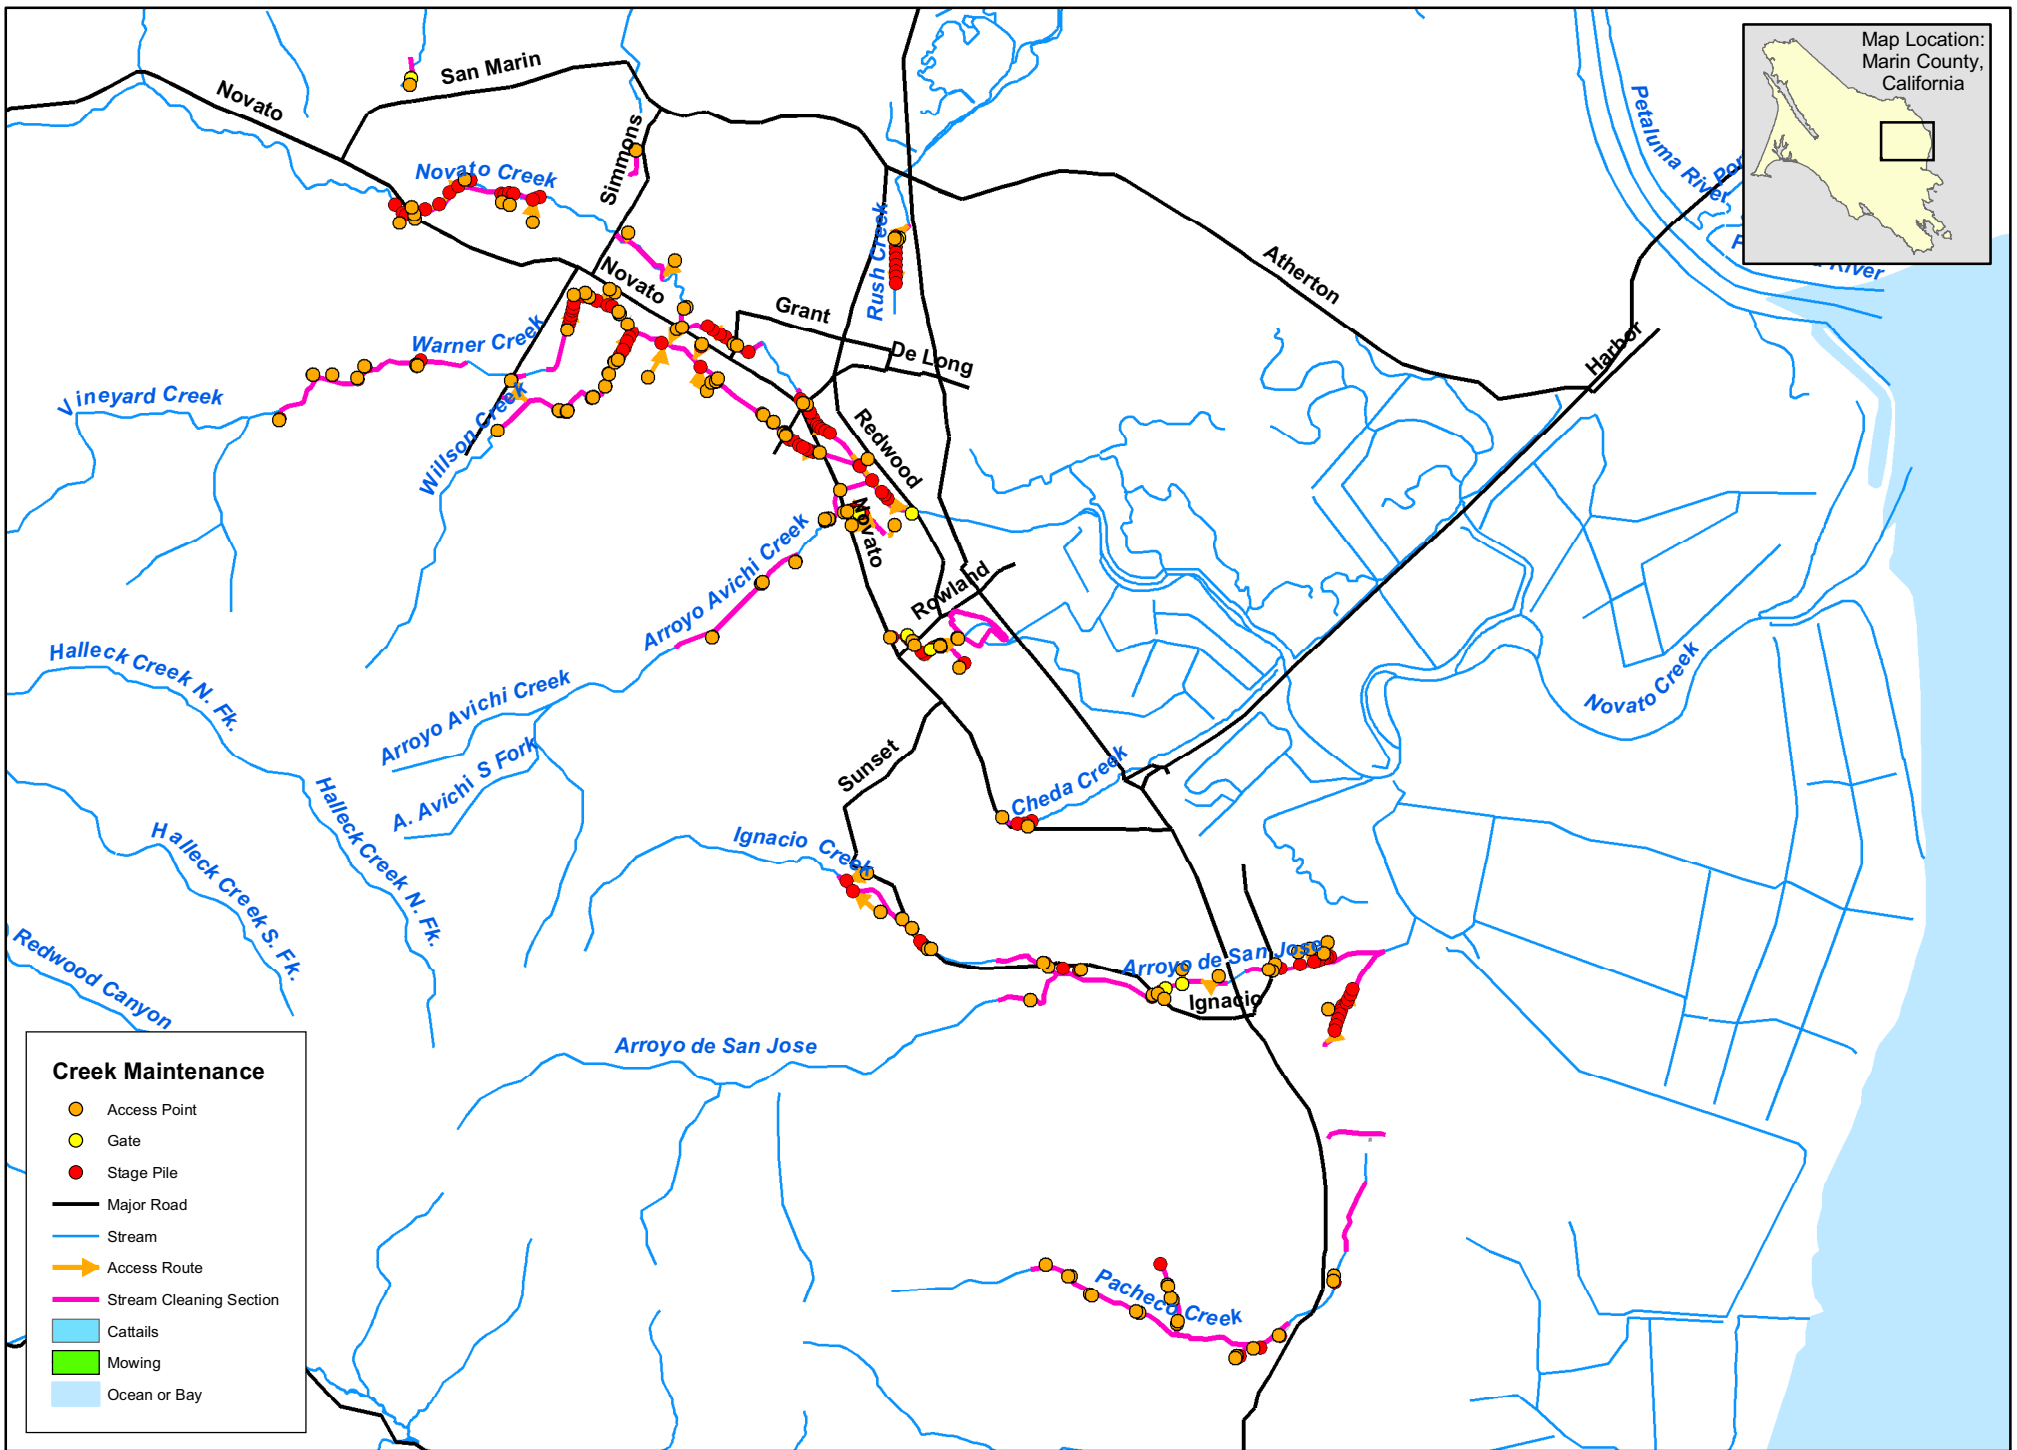 Map Location:
Marin County,
California
San Marin
Novato
Simmons
Novato Creek
Petaluma River
Rush Creek
Atherton
Novato
Grant
De Long
Harbor
Warner Creek
Vineyard Creek
Willson Creek
Redwood
Novato
Arroyo Avichi Creek
Rowland
Halleck Creek N. Fk.
Arroyo Avichi Creek
A. Avichi S Fork
Novato Creek
Sunset
Cheda Creek
Halleck Creek N. Fk.
Halleck Creek S. Fk.
Ignacio Creek
Redwood Canyon
Arroyo de San Jose
Ignacio
Arroyo de San Jose
Pacheco Creek
Creek Maintenance
Access Point
Gate
Stage Pile
Major Road
Stream
Access Route
Stream Cleaning Section
Cattails
Mowing
Ocean or Bay